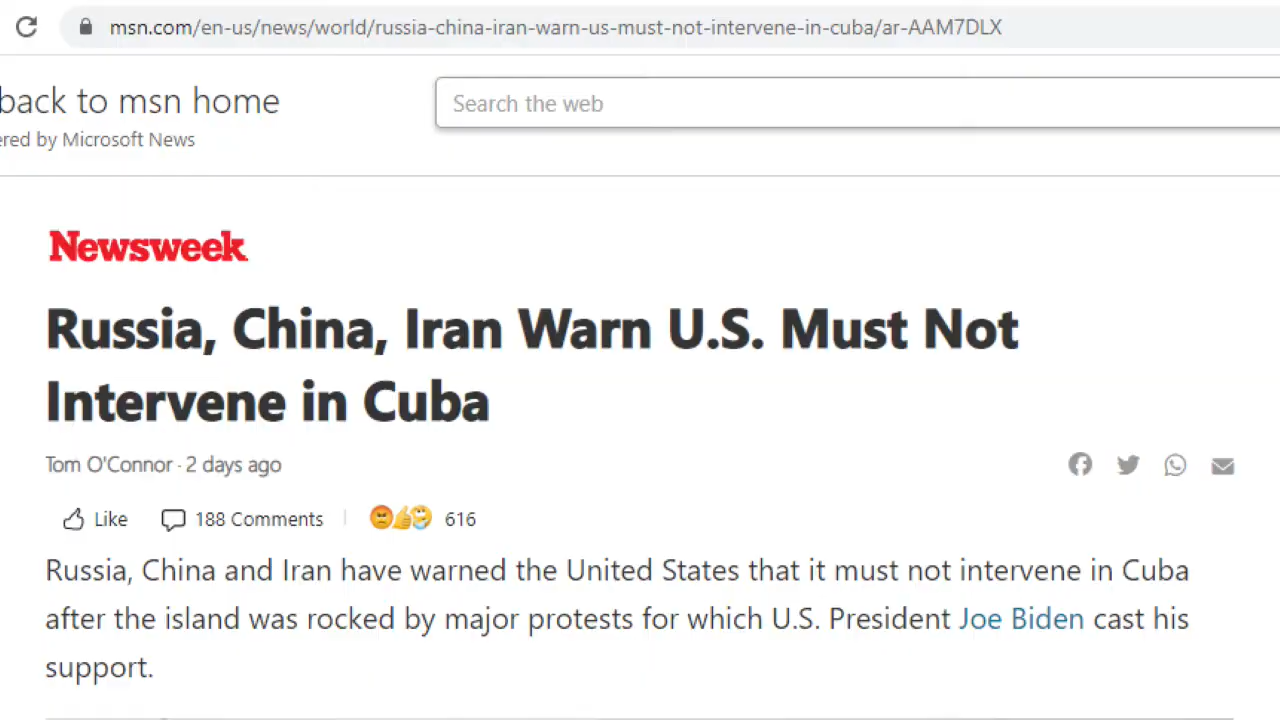 msn.com/en-us/news/world/russia-china-iran-warn-us-must-not-intervene-in-cuba/ar-AAM7DLX
back to msn home
Search the web
ered by Microsoft News
Newsweek
Russia, China, Iran Warn U.S. Must Not
Intervene in Cuba
Tom O'Connor · 2 days ago
Like 188 Comments 616
Russia, China and Iran have warned the United States that it must not intervene in Cuba
after the island was rocked by major protests for which U.S. President Joe Biden cast his
support.